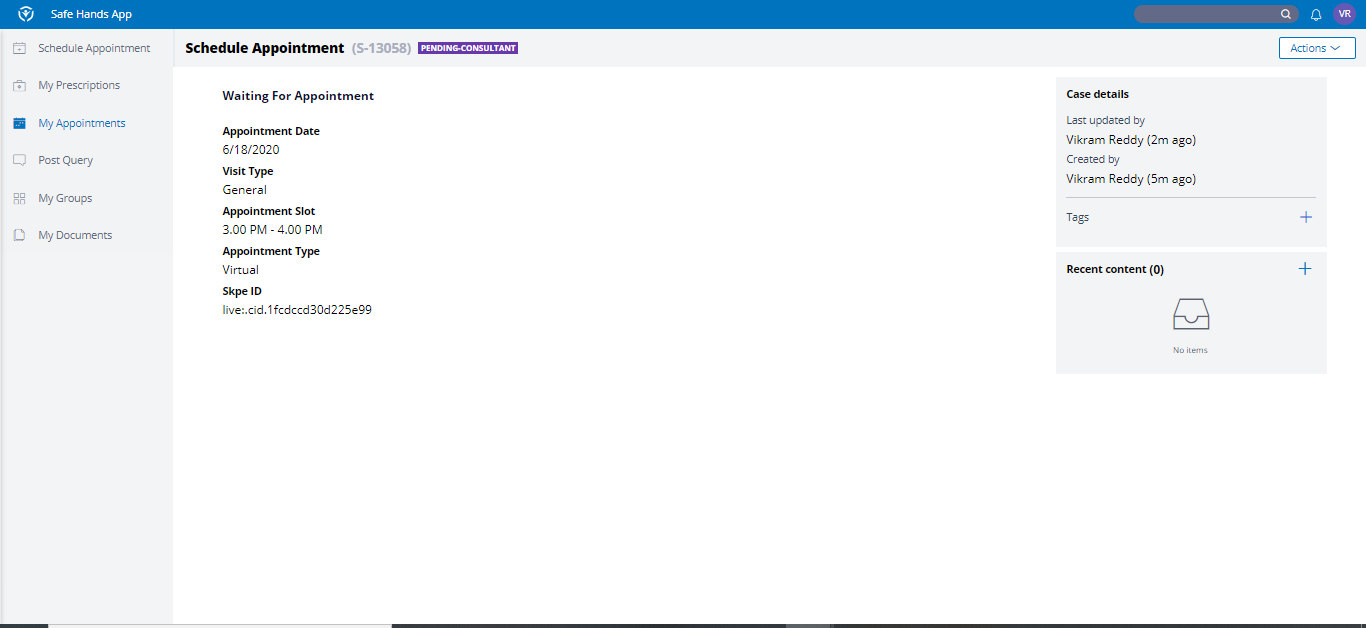 Safe Hands App
VR
Schedule Appointment
My Prescriptions
My Appointments
Post Query
My Groups
My Documents
Schedule Appointment (S-13058) PENDING-CONSULTANT
Actions
Waiting For Appointment
Appointment Date
6/18/2020
Visit Type
General
Appointment Slot
3.00 PM - 4.00 PM
Appointment Type
Virtual
Skpe ID
live:.cid.1fcdccd30d225e99
Case details
Last updated by
Vikram Reddy (2m ago)
Created by
Vikram Reddy (5m ago)
Tags
Recent content (0)
No items